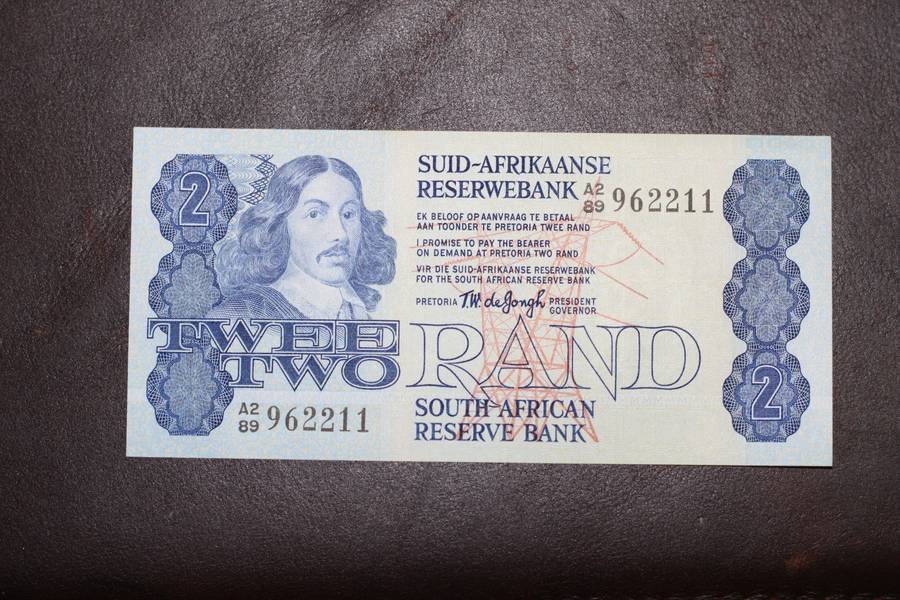 2
SUID-AFRIKAANSE
RESERWEBANK A2/89 962211
EK BELOOF OP AANVRAAG TE BETAAL
AAN TOONDER TE PRETORIA TWEE RAND
I PROMISE TO PAY THE BEARER
ON DEMAND AT PRETORIA TWO RAND
VIR DIE SUID-AFRIKAANSE RESERWEBANK
FOR THE SOUTH AFRICAN RESERVE BANK
PRETORIA T.W. de Jongh PRESIDENT
GOVERNOR
TWEE
TWO RAND
2
A2/89 962211
SOUTH AFRICAN
RESERVE BANK